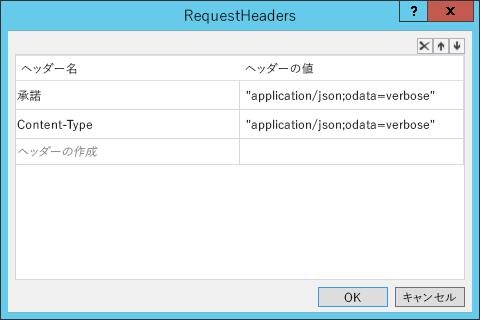 RequestHeaders
?
ヘッダー名 ヘッダーの値
承諾 "application/json;odata=verbose"
Content-Type "application/json;odata=verbose"
ヘッダーの作成
OK キャンセル